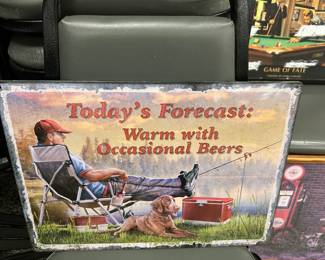 Today's Forecast:
Warm with
Occasional Beers
GAME OF FATE